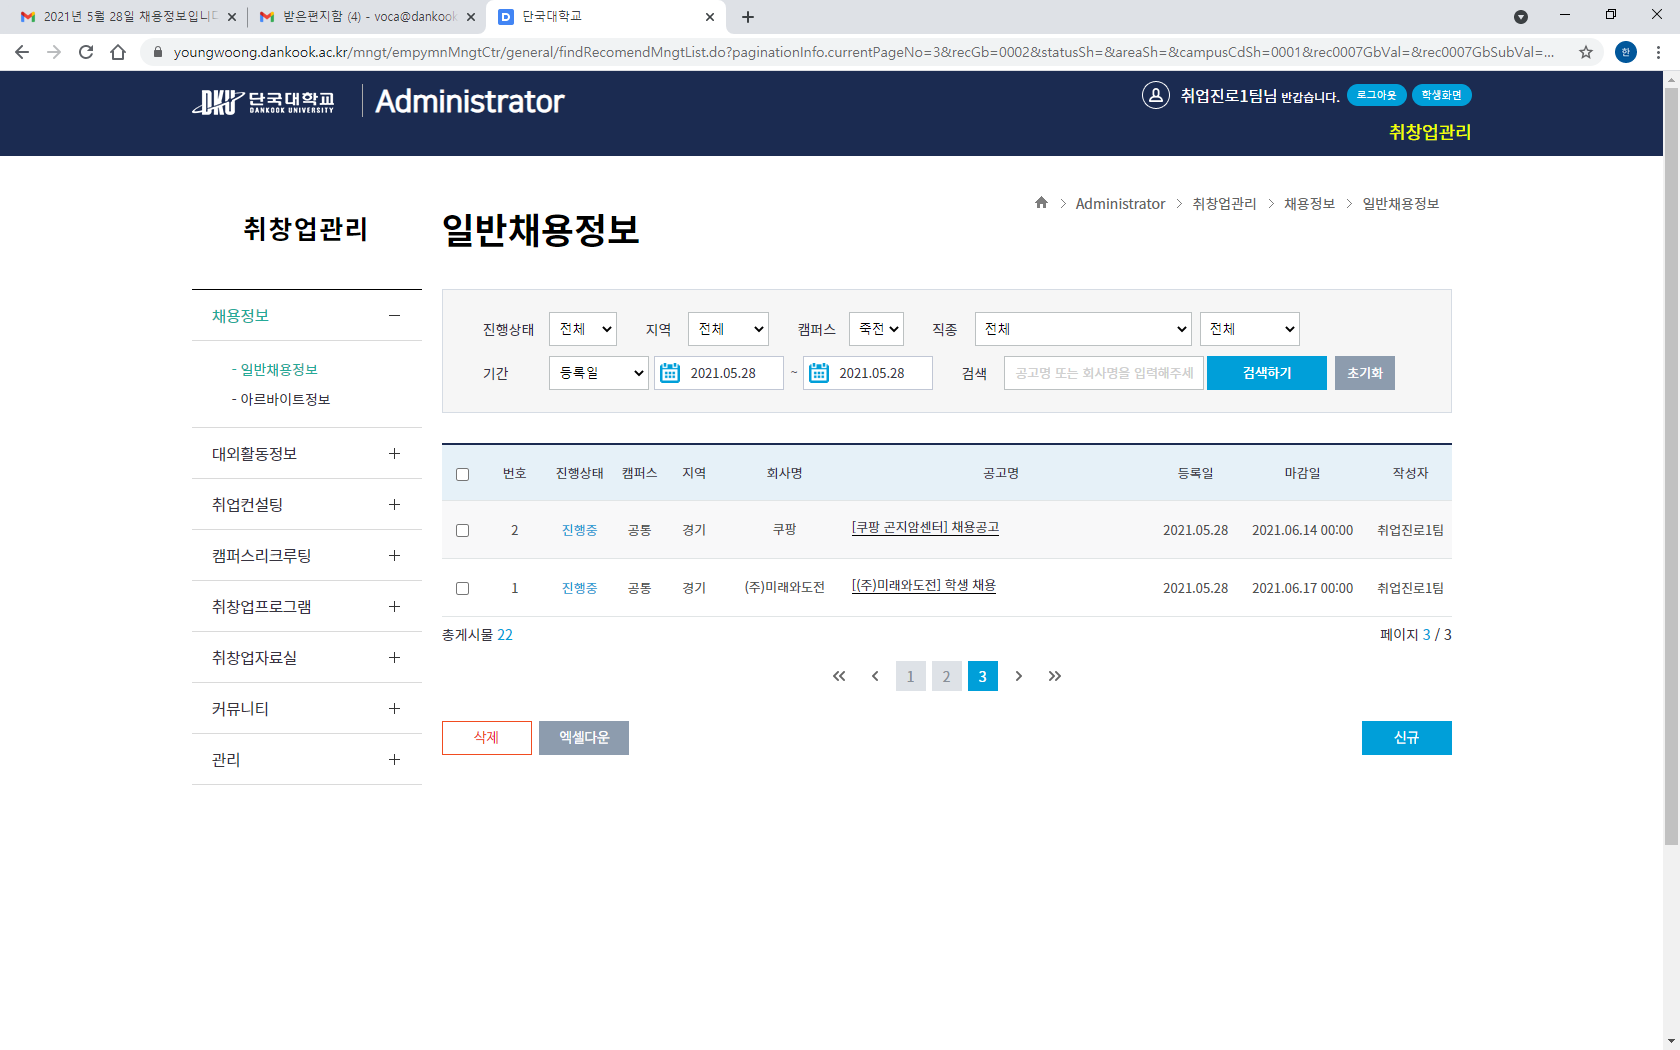 2021년 5월 28일 채용정보입니다
받은편지함 (4) - voca@dankook
단국대학교
youngwoong.dankook.ac.kr/mngt/empymnMngtCtr/general/findRecomendMngtList.do?paginationInfo.currentPageNo=3&recGb=0002&statusSh=&areaSh=&campusCdSh=0001&rec0007GbVal=&rec0007GbSubVal=...
한
DKU 단국대학교 DANKOOK UNIVERSITY Administrator
취업진로1팀님 반갑습니다. 로그아웃 학생화면
취창업관리
Administrator 취창업관리 채용정보 일반채용정보
취창업관리
일반채용정보
채용정보
- 일반채용정보
- 아르바이트정보
대외활동정보
취업컨설팅
캠퍼스리크루팅
취창업프로그램
취창업자료실
커뮤니티
관리
진행상태 전체 지역 전체 캠퍼스 죽전 직종 전체 전체
기간 등록일 2021.05.28 ~ 2021.05.28 검색 공고명 또는 회사명을 입력해주세 검색하기 초기화
번호 진행상태 캠퍼스 지역 회사명 공고명 등록일 마감일 작성자
2 진행중 공통 경기 쿠팡 [쿠팡 곤지암센터] 채용공고 2021.05.28 2021.06.14 00:00 취업진로1팀
1 진행중 공통 경기 (주)미래와도전 [(주)미래와도전] 학생 채용 2021.05.28 2021.06.17 00:00 취업진로1팀
총게시물 22 페이지 3 / 3
1 2 3
삭제 엑셀다운 신규